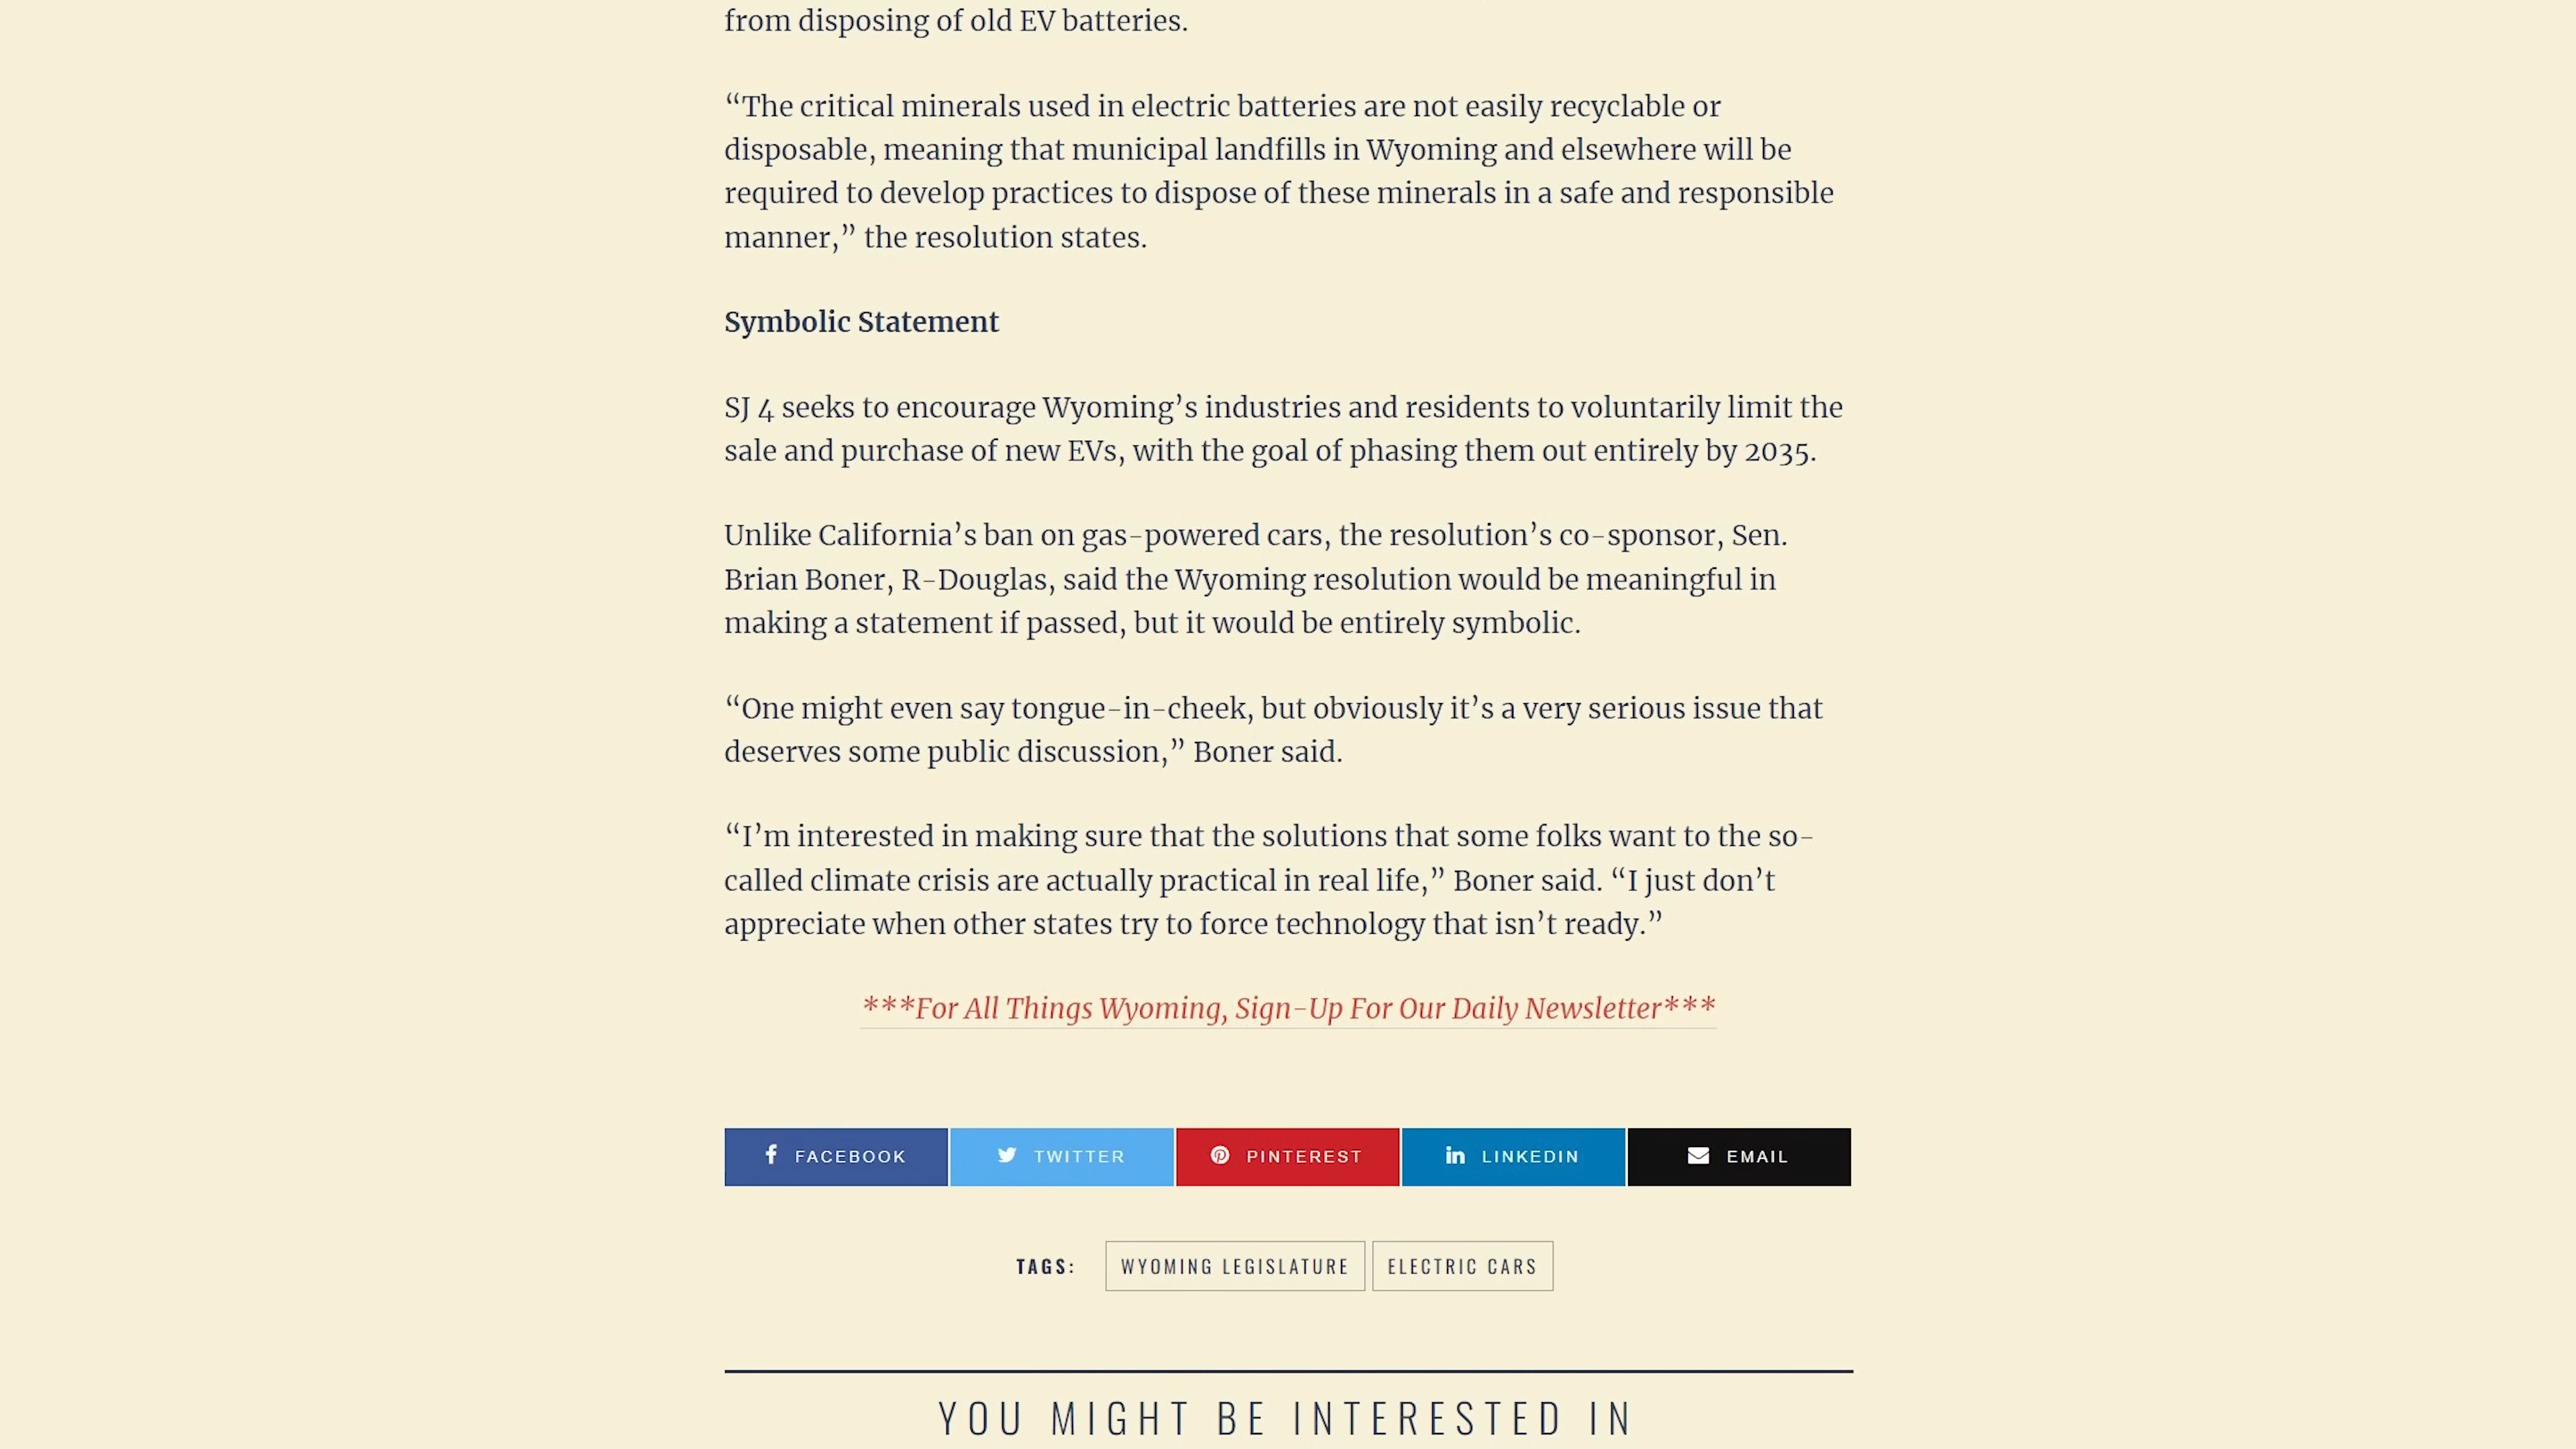 from disposing of old EV batteries.
“The critical minerals used in electric batteries are not easily recyclable or
disposable, meaning that municipal landfills in Wyoming and elsewhere will be
required to develop practices to dispose of these minerals in a safe and responsible
manner,” the resolution states.
Symbolic Statement
SJ 4 seeks to encourage Wyoming’s industries and residents to voluntarily limit the
sale and purchase of new EVs, with the goal of phasing them out entirely by 2035.
Unlike California’s ban on gas-powered cars, the resolution’s co-sponsor, Sen.
Brian Boner, R-Douglas, said the Wyoming resolution would be meaningful in
making a statement if passed, but it would be entirely symbolic.
“One might even say tongue-in-cheek, but obviously it’s a very serious issue that
deserves some public discussion,” Boner said.
“I’m interested in making sure that the solutions that some folks want to the so-
called climate crisis are actually practical in real life,” Boner said. “I just don’t
appreciate when other states try to force technology that isn’t ready.”
***For All Things Wyoming, Sign-Up For Our Daily Newsletter***
FACEBOOK TWITTER PINTEREST LINKEDIN EMAIL
TAGS: WYOMING LEGISLATURE ELECTRIC CARS
YOU MIGHT BE INTERESTED IN